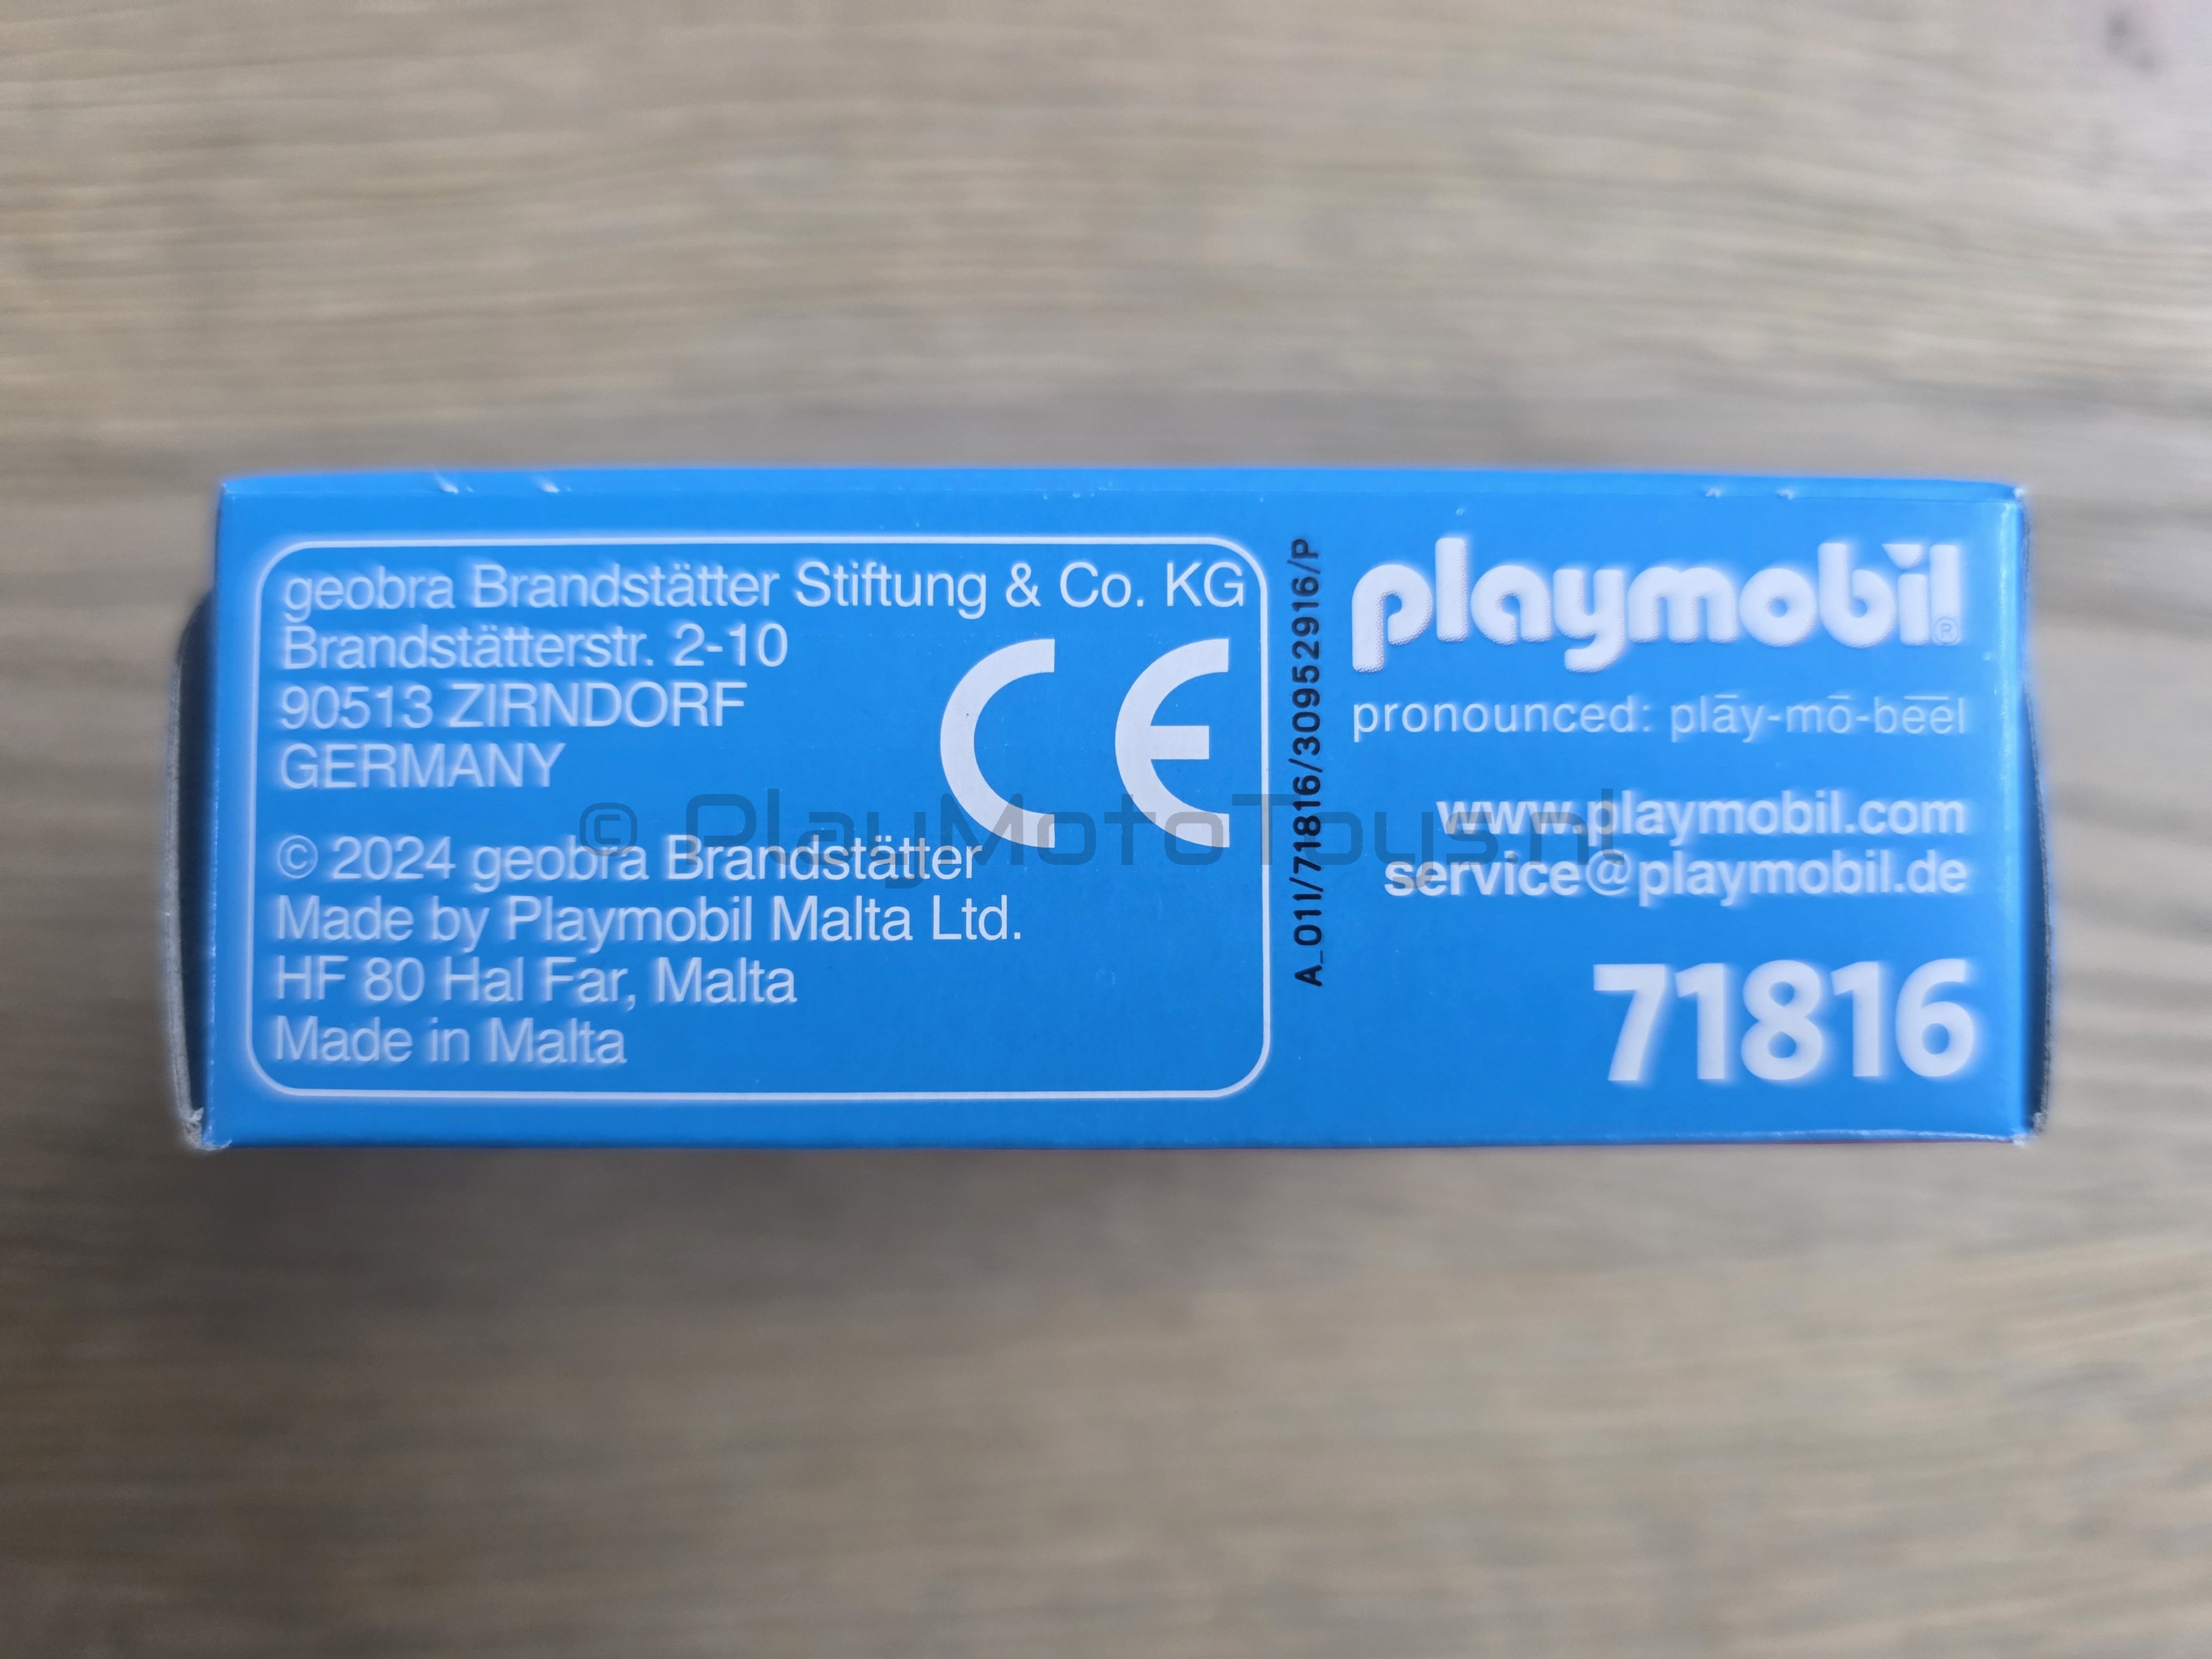 geobra Brandstätter Stiftung & Co. KG
Brandstätterstr. 2-10
90513 ZIRNDORF
GERMANY
CE
© 2024 geobra Brandstätter
Made by Playmobil Malta Ltd.
HF 80 Hal Far, Malta
Made in Malta
A_011/71816/30952916/P
playmobil®
pronounced: plāy-mō-bēēl
www.playmobil.com
service@playmobil.de
71816
© PlayMotoToys.nl